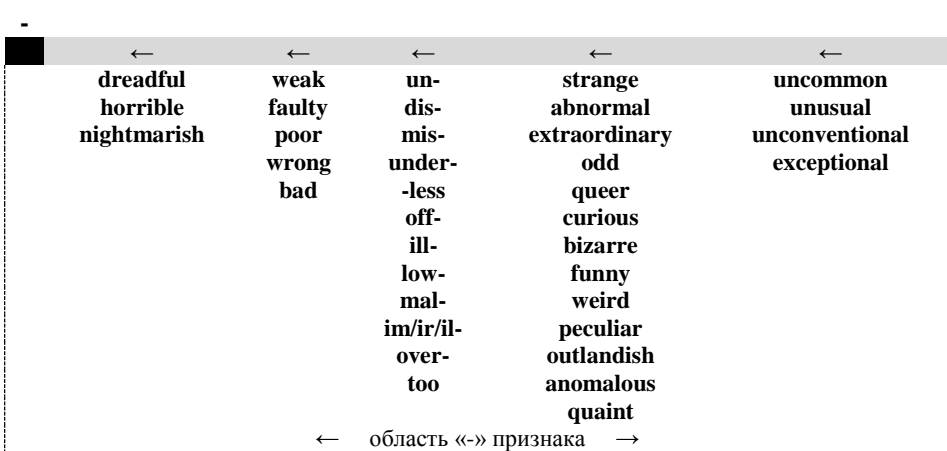 -
← ← ← ← ←
dreadful weak un- strange uncommon
horrible faulty dis- abnormal unusual
nightmarish poor mis- extraordinary unconventional
wrong under- odd exceptional
bad -less queer
off- curious
ill- bizarre
low- funny
mal- weird
im/ir/il- peculiar
over- outlandish
too anomalous
quaint
← область «-» признака →